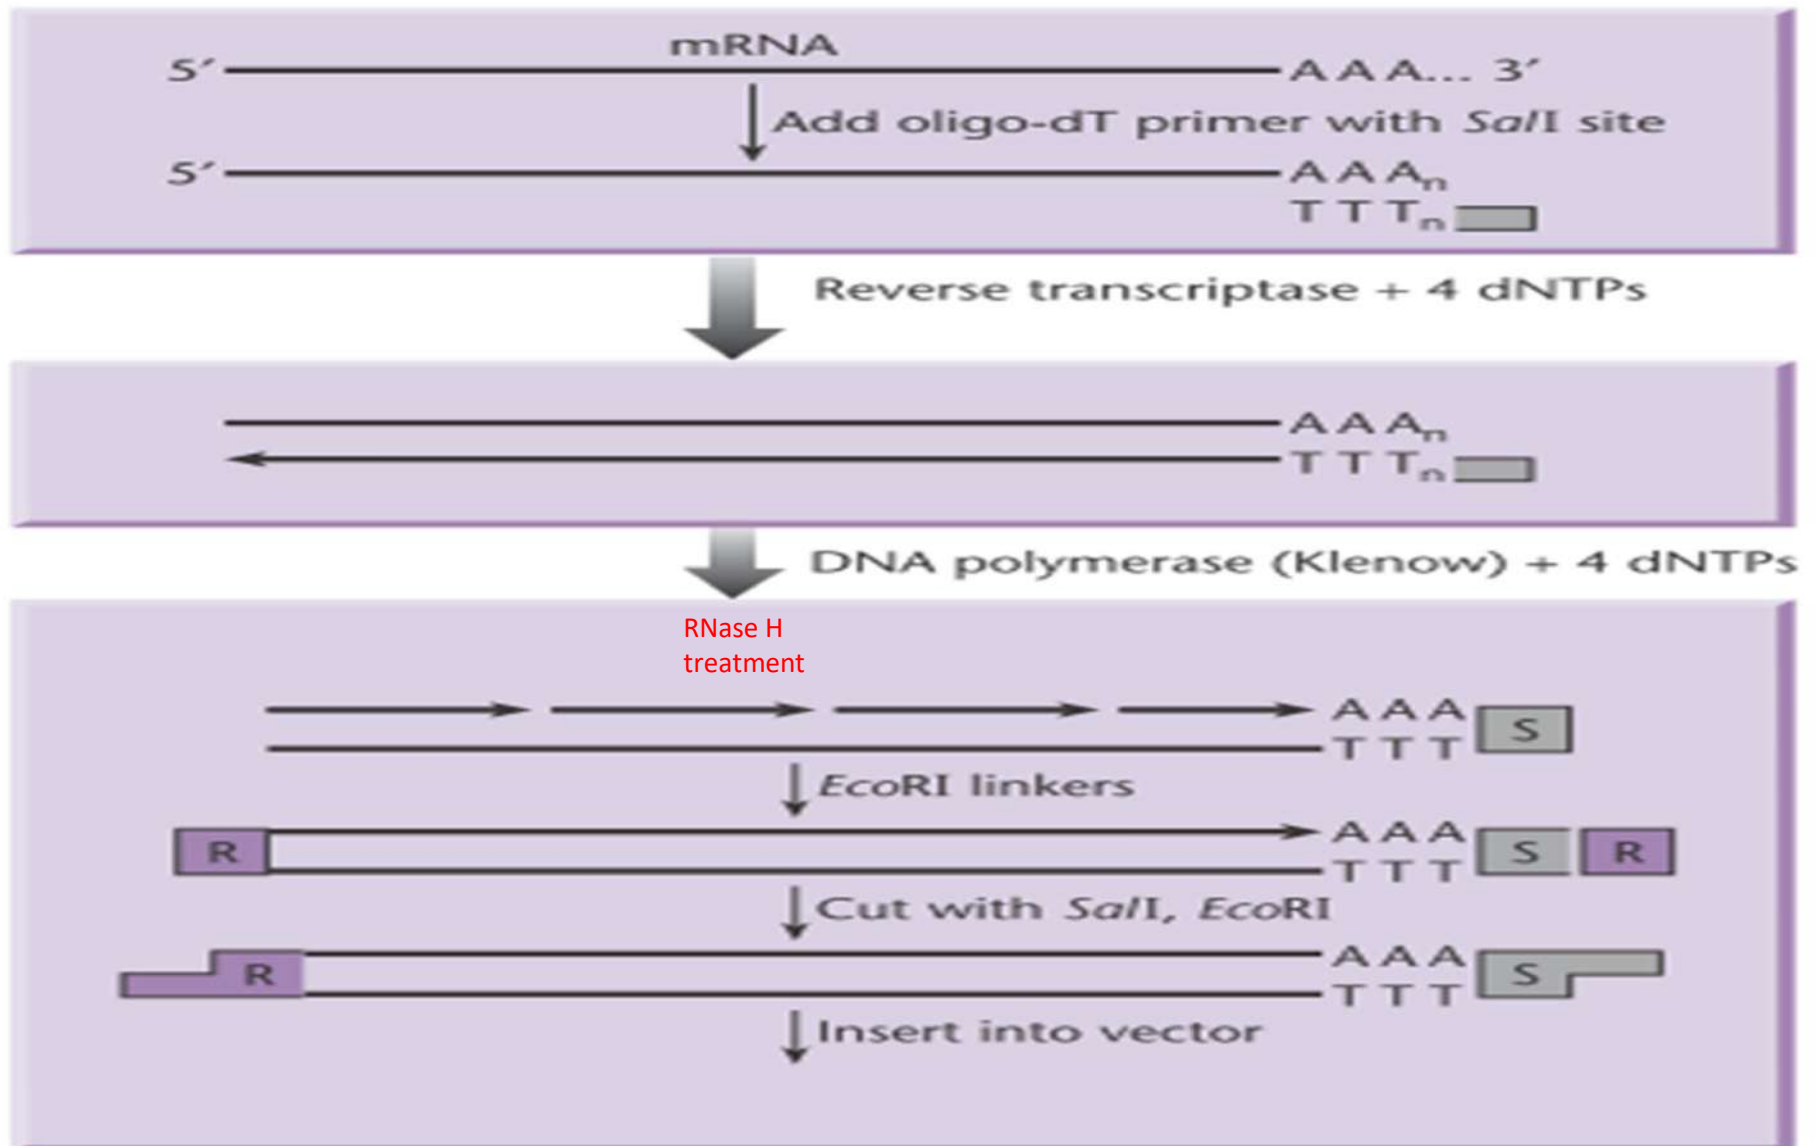 mRNA
5′ AAA... 3′
Add oligo-dT primer with SalI site
5′ AAAn
TTTn
Reverse transcriptase + 4 dNTPs
AAAn
TTTn
DNA polymerase (Klenow) + 4 dNTPs
RNase H
treatment
AAA S
TTT
EcoRI linkers
R AAA S R
TTT
Cut with SalI, EcoRI
R AAA S
TTT
Insert into vector